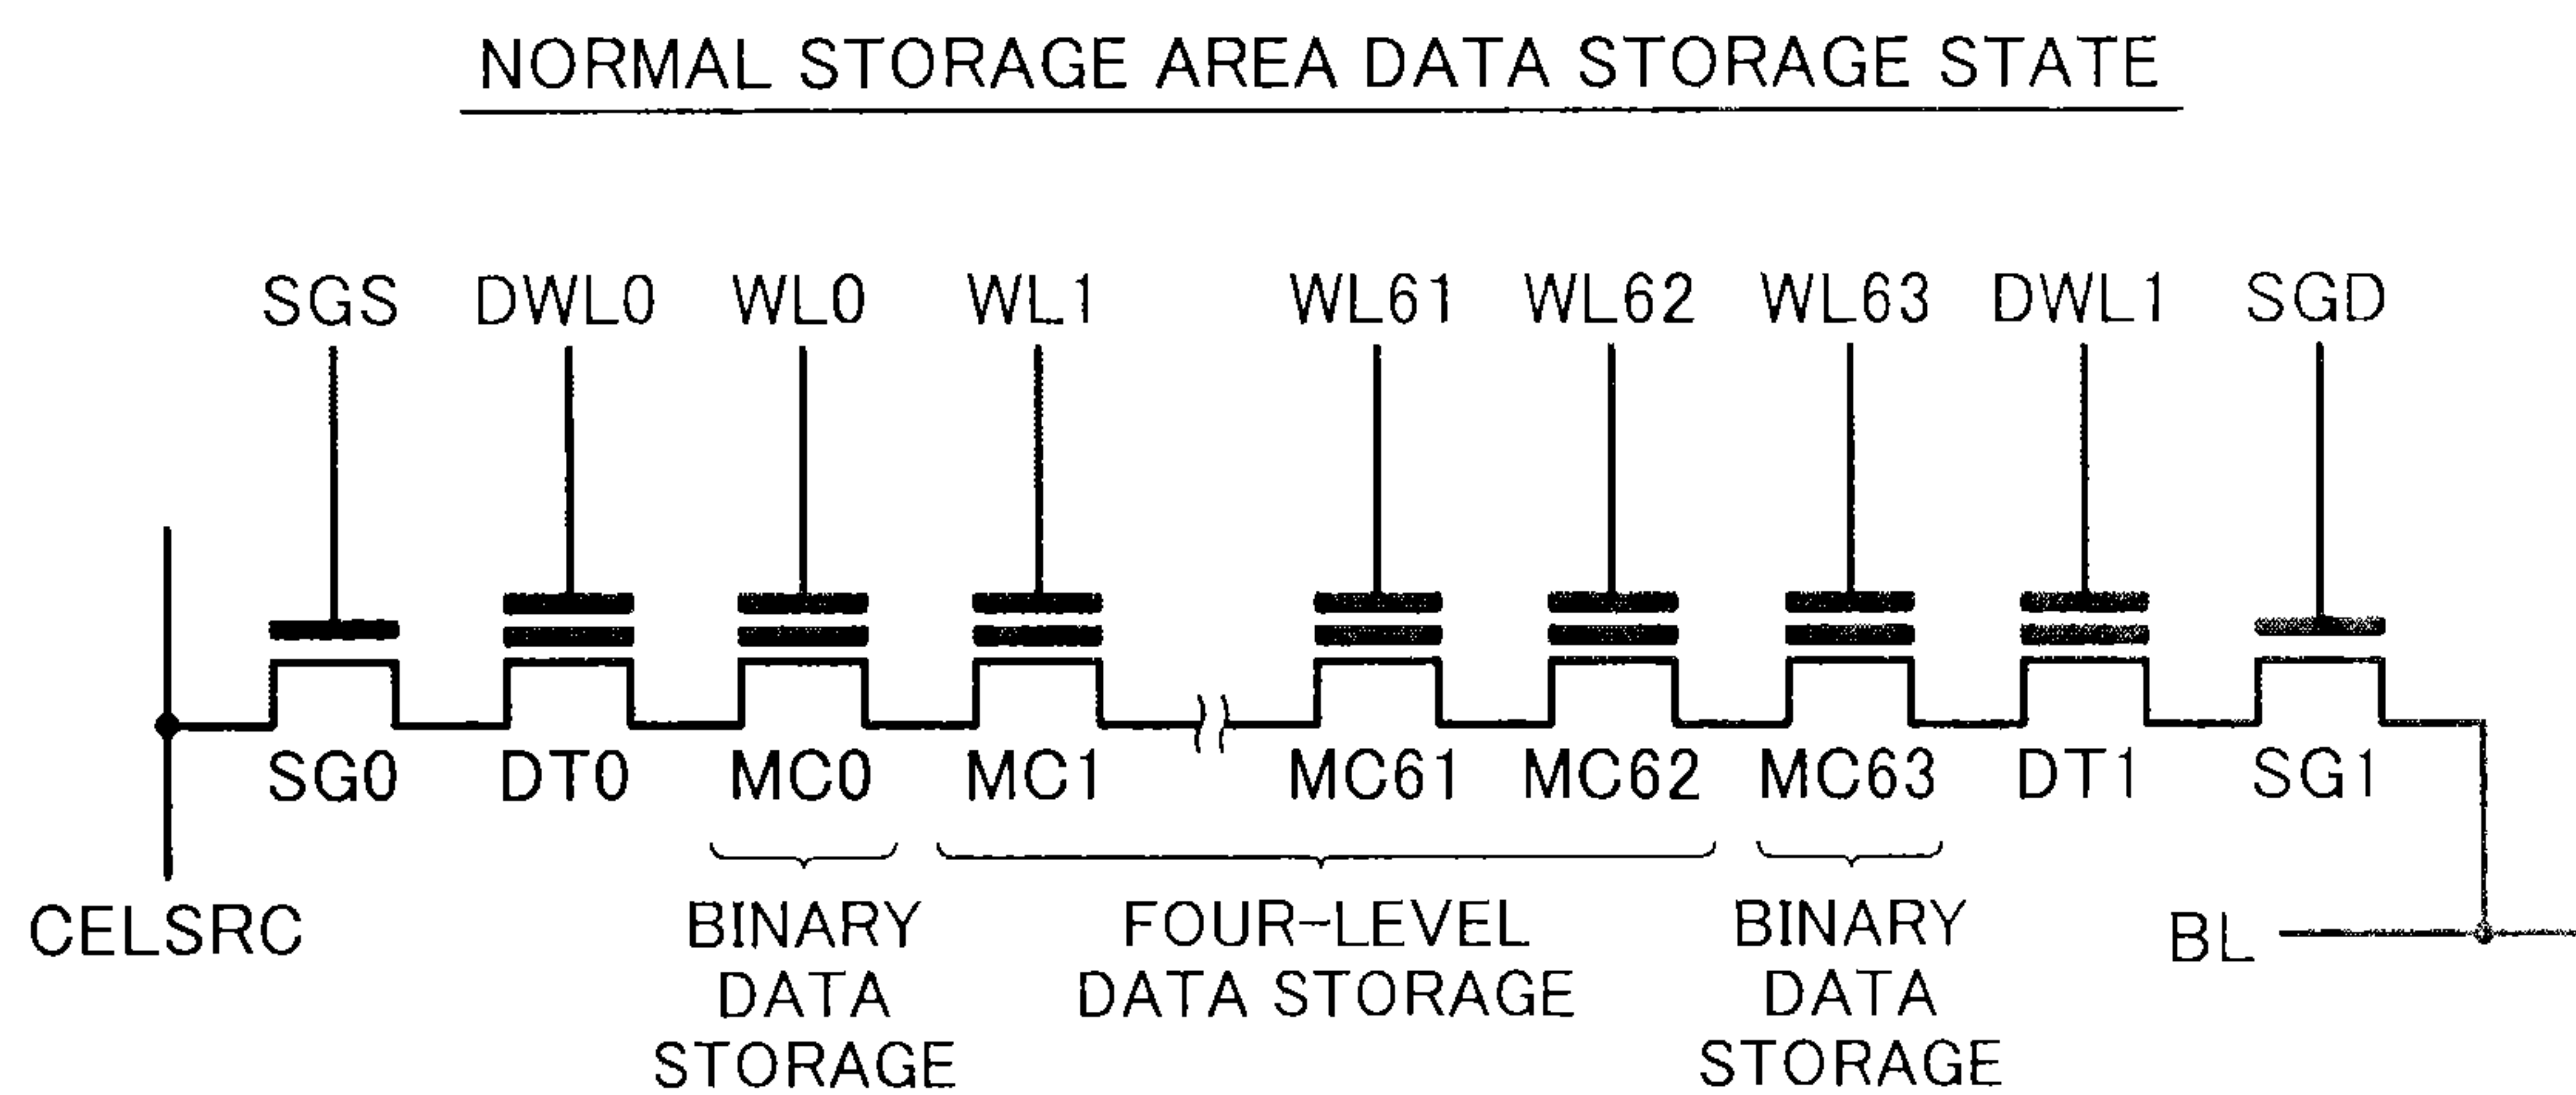 NORMAL STORAGE AREA DATA STORAGE STATE
SGS DWL0 WL0 WL1 WL61 WL62 WL63 DWL1 SGD
SG0 DT0 MC0 MC1 MC61 MC62 MC63 DT1 SG1
CELSRC
BINARY
DATA
STORAGE
FOUR-LEVEL
DATA STORAGE
BINARY
DATA
STORAGE
BL